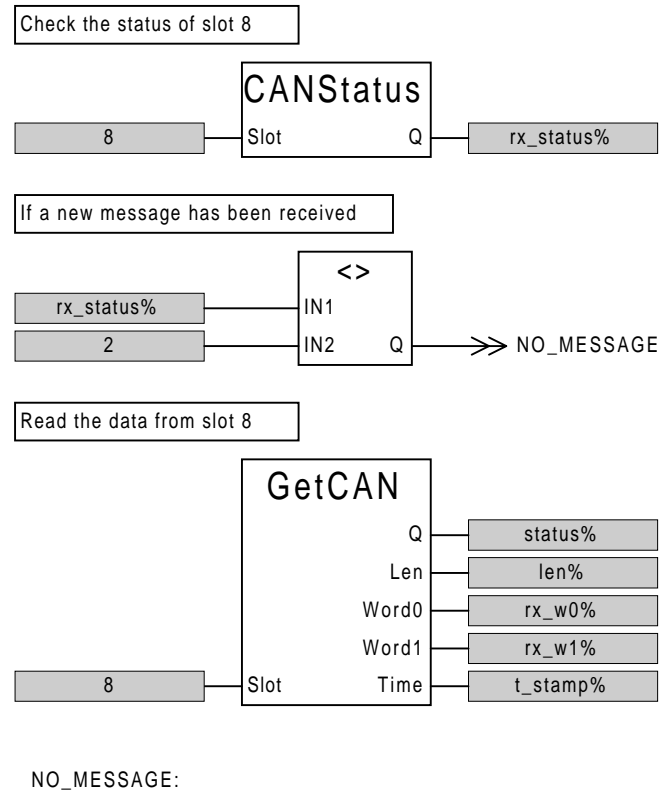 Check the status of slot 8
CANStatus
8 Slot Q rx_status%
If a new message has been received
<>
rx_status% IN1
2 IN2 Q NO_MESSAGE
Read the data from slot 8
GetCAN
Q status%
Len len%
Word0 rx_w0%
Word1 rx_w1%
8 Slot Time t_stamp%
NO_MESSAGE: